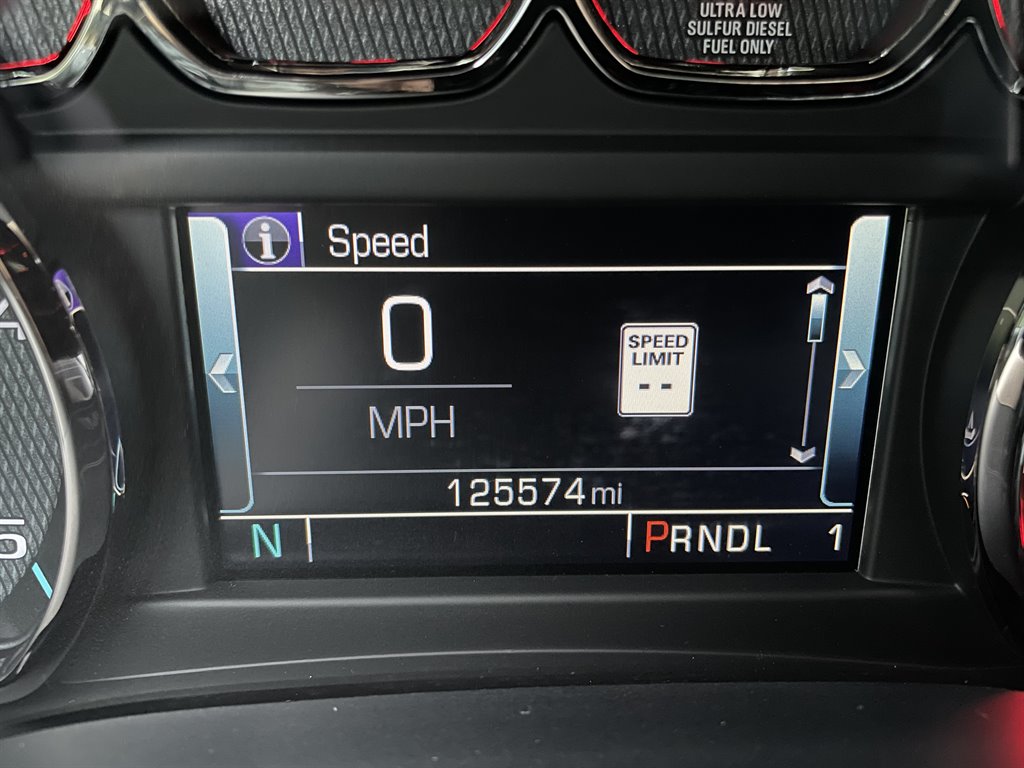 ULTRA LOW
SULFUR DIESEL
FUEL ONLY
i Speed
0
MPH
SPEED
LIMIT
--
125574 mi
N PRNDL 1